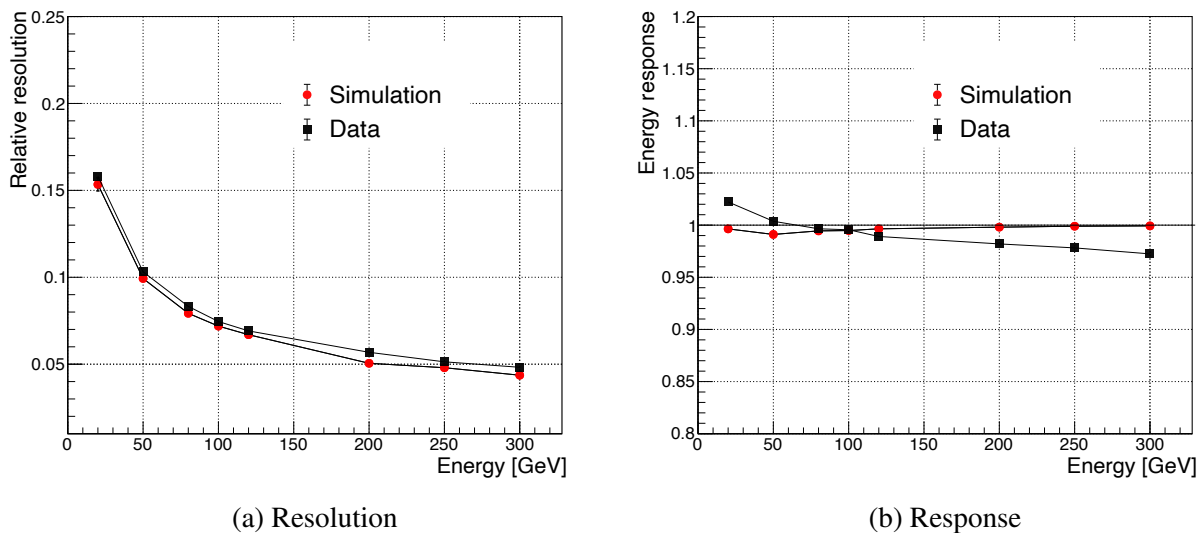 Relative resolution
0.25
0.2
0.15
0.1
0.05
Simulation
Data
0 50 100 150 200 250 300
Energy [GeV]
(a) Resolution
Energy response
1.2
1.15
1.1
1.05
1
0.95
0.9
0.85
0.8
Simulation
Data
0 50 100 150 200 250 300
Energy [GeV]
(b) Response